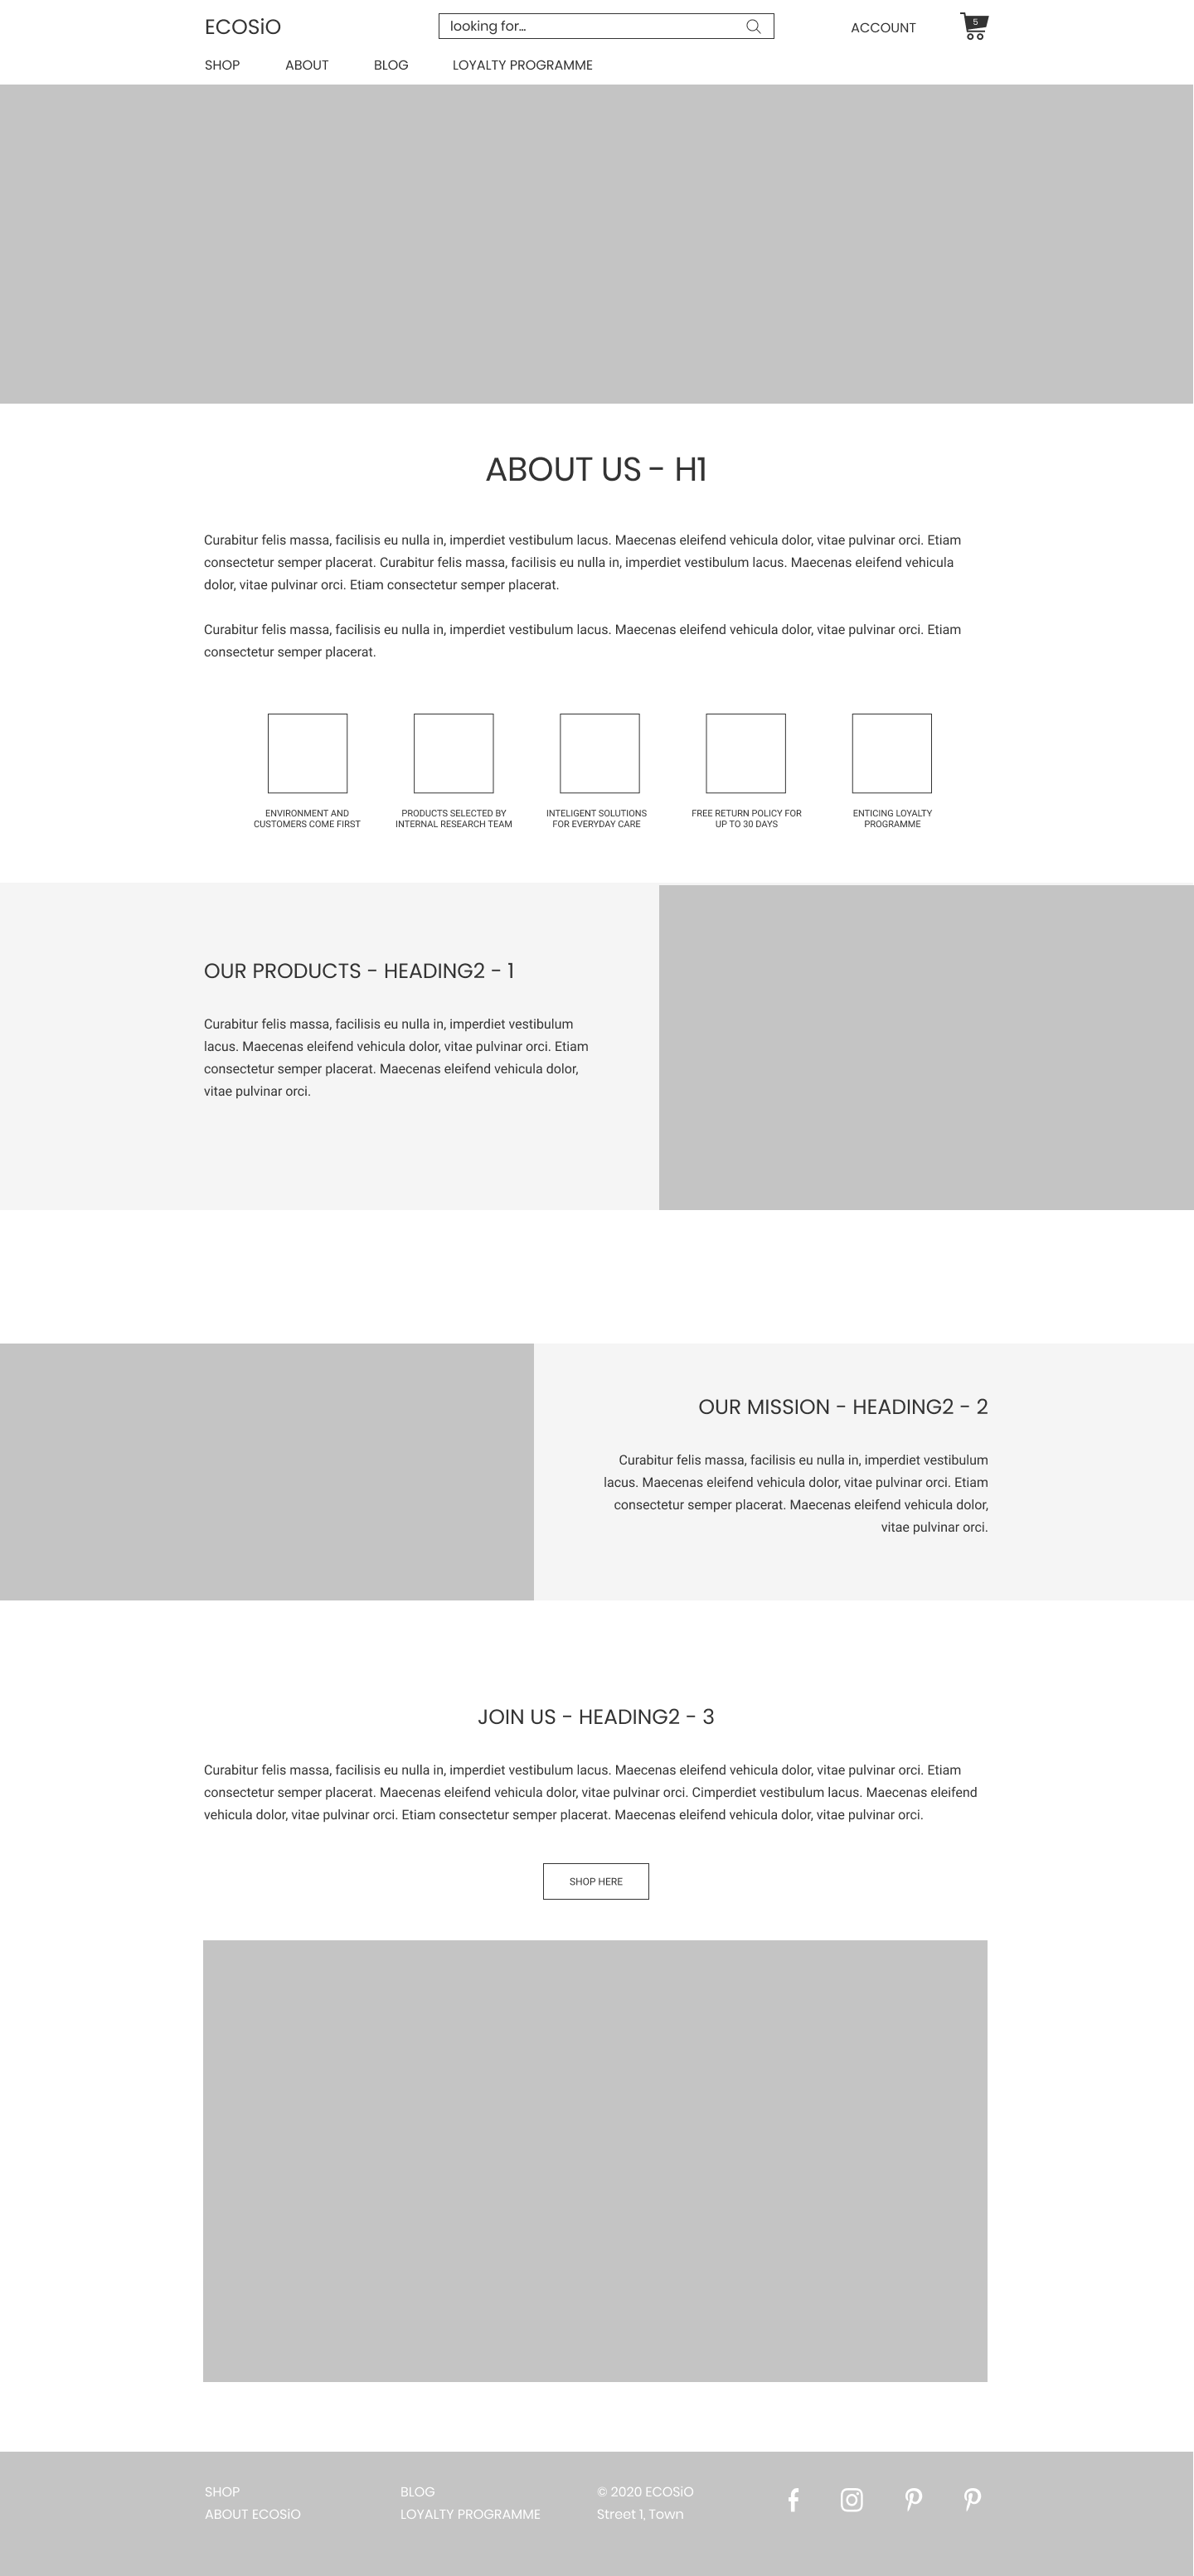 ECOSiO
looking for...
ACCOUNT
5
SHOP ABOUT BLOG LOYALTY PROGRAMME
ABOUT US - H1
Curabitur felis massa, facilisis eu nulla in, imperdiet vestibulum lacus. Maecenas eleifend vehicula dolor, vitae pulvinar orci. Etiam
consectetur semper placerat. Curabitur felis massa, facilisis eu nulla in, imperdiet vestibulum lacus. Maecenas eleifend vehicula
dolor, vitae pulvinar orci. Etiam consectetur semper placerat.
Curabitur felis massa, facilisis eu nulla in, imperdiet vestibulum lacus. Maecenas eleifend vehicula dolor, vitae pulvinar orci. Etiam
consectetur semper placerat.
ENVIRONMENT AND
CUSTOMERS COME FIRST
PRODUCTS SELECTED BY
INTERNAL RESEARCH TEAM
INTELIGENT SOLUTIONS
FOR EVERYDAY CARE
FREE RETURN POLICY FOR
UP TO 30 DAYS
ENTICING LOYALTY
PROGRAMME
OUR PRODUCTS - HEADING2 - 1
Curabitur felis massa, facilisis eu nulla in, imperdiet vestibulum
lacus. Maecenas eleifend vehicula dolor, vitae pulvinar orci. Etiam
consectetur semper placerat. Maecenas eleifend vehicula dolor,
vitae pulvinar orci.
OUR MISSION - HEADING2 - 2
Curabitur felis massa, facilisis eu nulla in, imperdiet vestibulum
lacus. Maecenas eleifend vehicula dolor, vitae pulvinar orci. Etiam
consectetur semper placerat. Maecenas eleifend vehicula dolor,
vitae pulvinar orci.
JOIN US - HEADING2 - 3
Curabitur felis massa, facilisis eu nulla in, imperdiet vestibulum lacus. Maecenas eleifend vehicula dolor, vitae pulvinar orci. Etiam
consectetur semper placerat. Maecenas eleifend vehicula dolor, vitae pulvinar orci. Cimperdiet vestibulum lacus. Maecenas eleifend
vehicula dolor, vitae pulvinar orci. Etiam consectetur semper placerat. Maecenas eleifend vehicula dolor, vitae pulvinar orci.
SHOP HERE
SHOP
ABOUT ECOSiO
BLOG
LOYALTY PROGRAMME
© 2020 ECOSiO
Street 1, Town